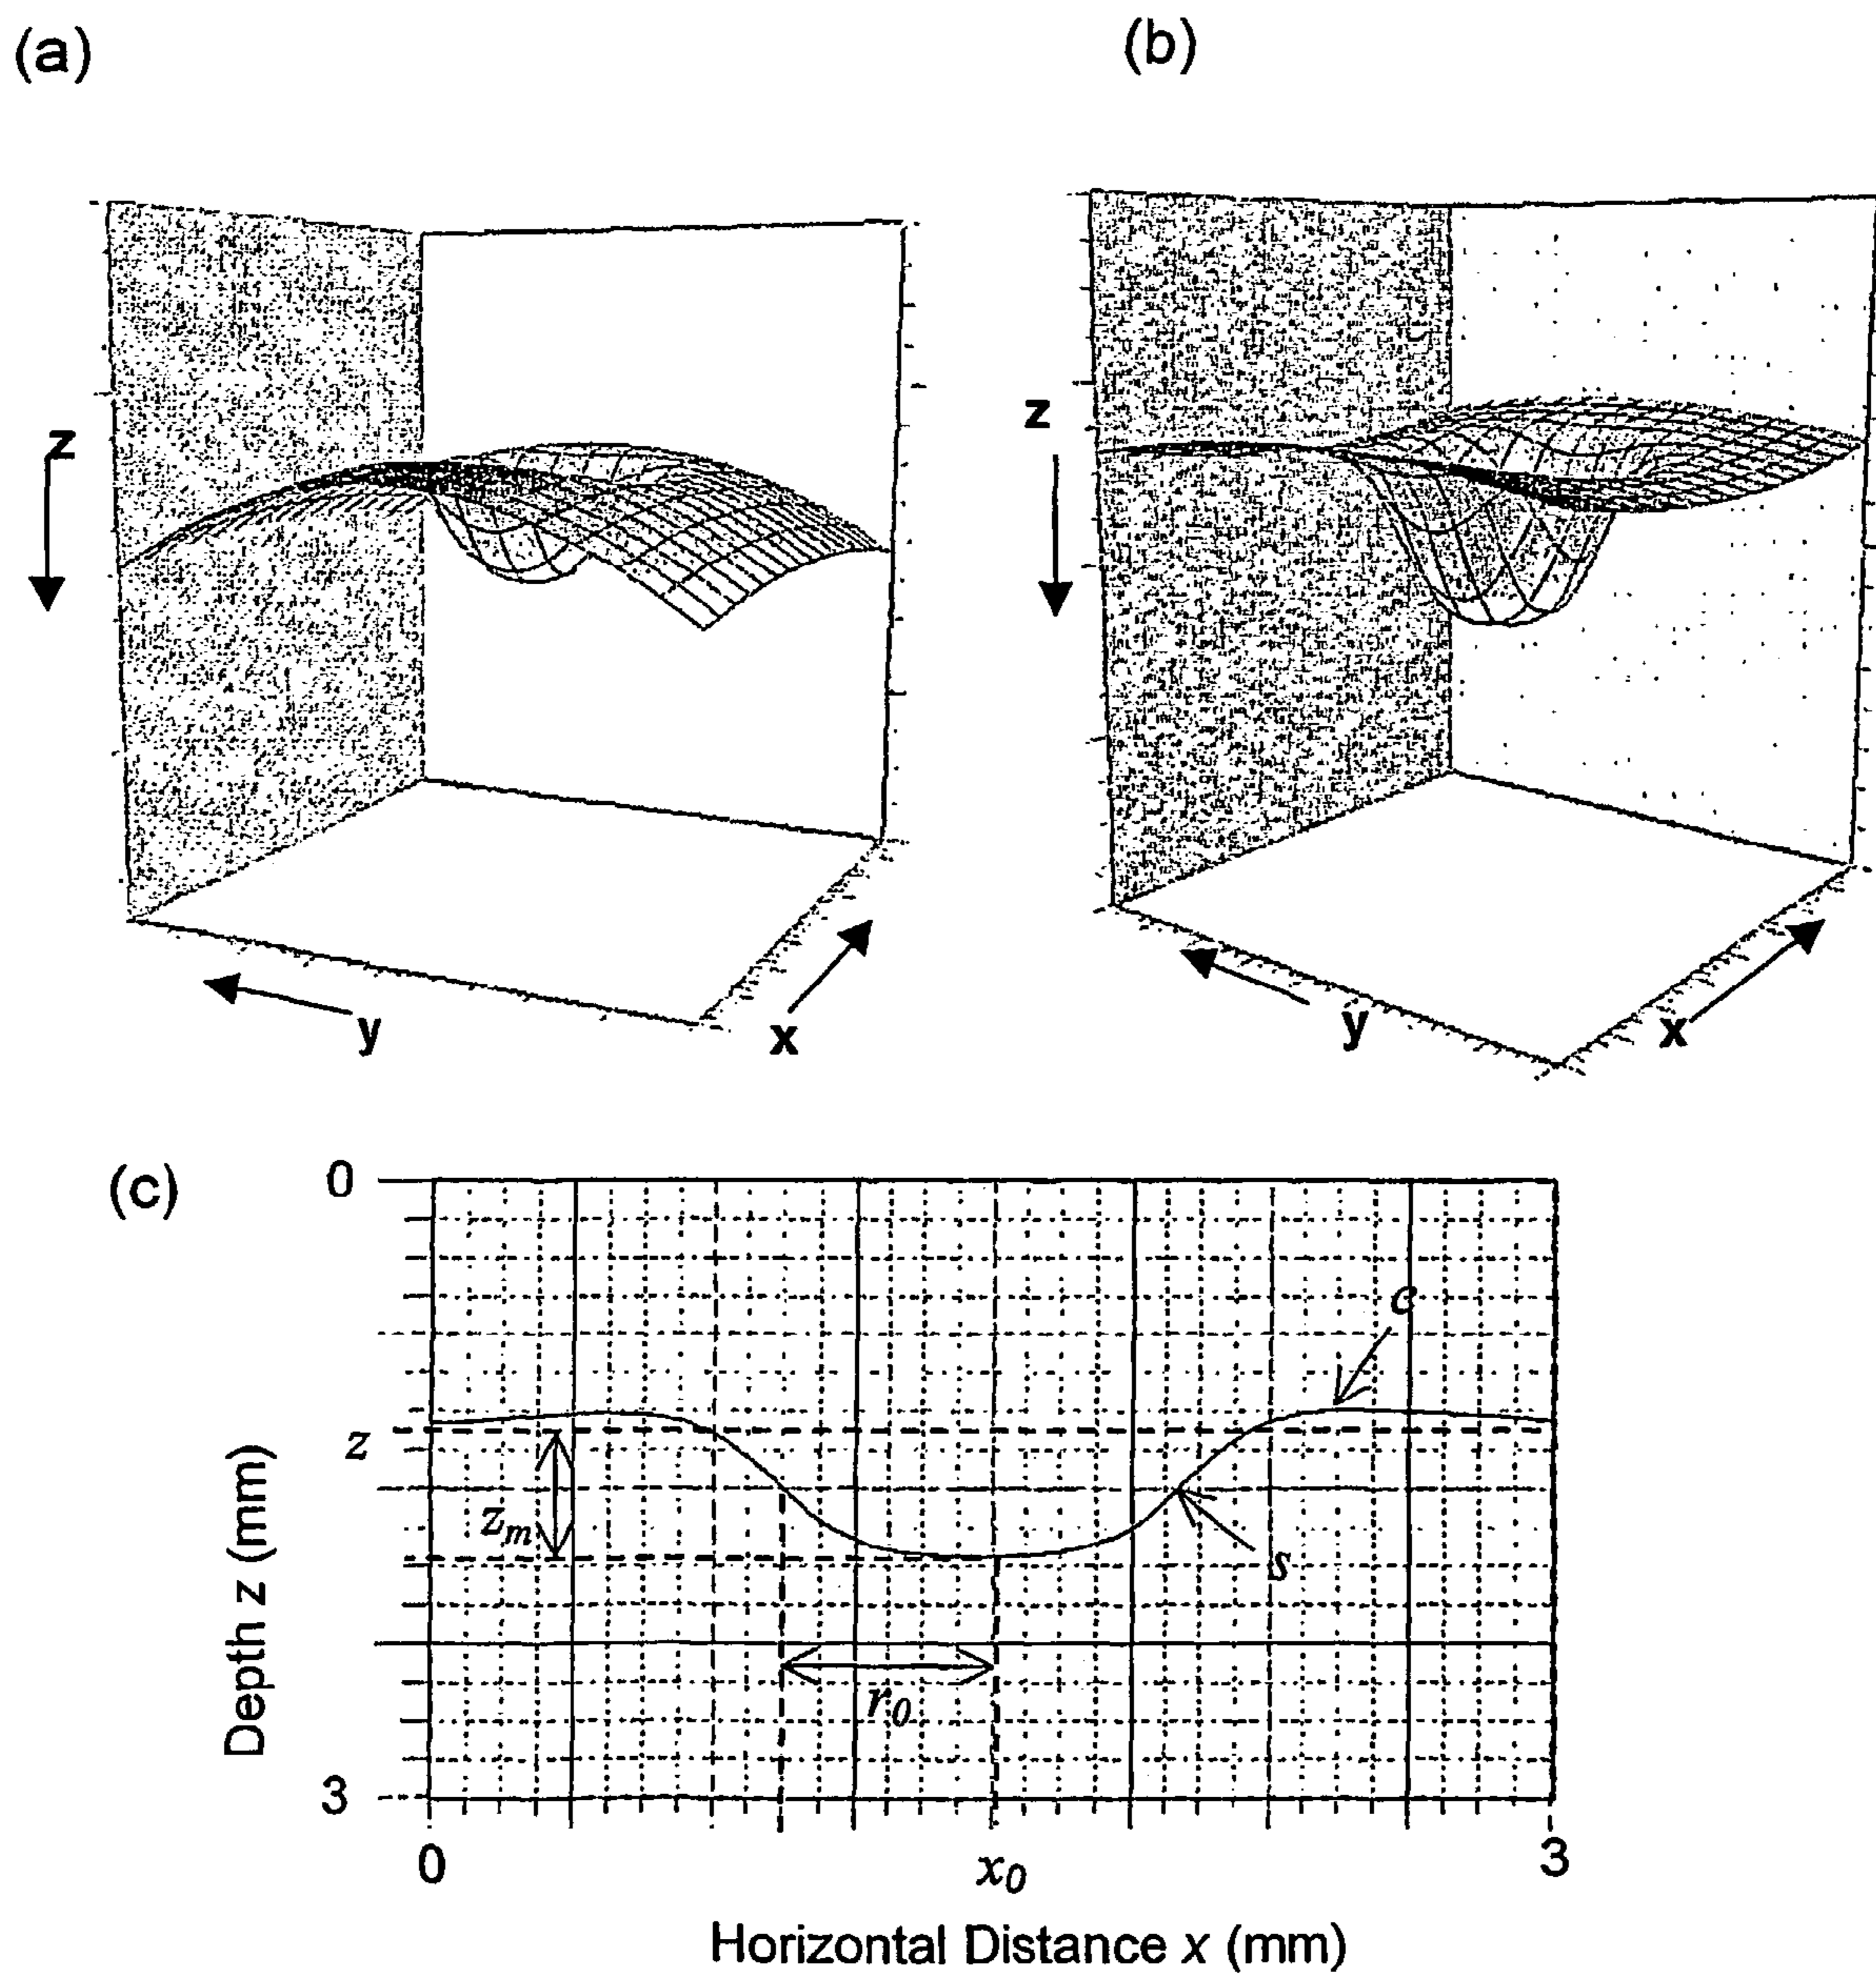 (a)
(b)
z
z
y
x
y
x
(c)
0
c
z
z_m
s
r_0
Depth z (mm)
3
0
x_0
3
Horizontal Distance x (mm)